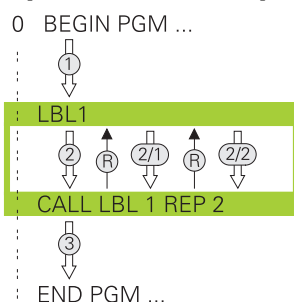 0 BEGIN PGM ...
1
LBL1
2 R 2/1 R 2/2
CALL LBL 1 REP 2
3
END PGM ...